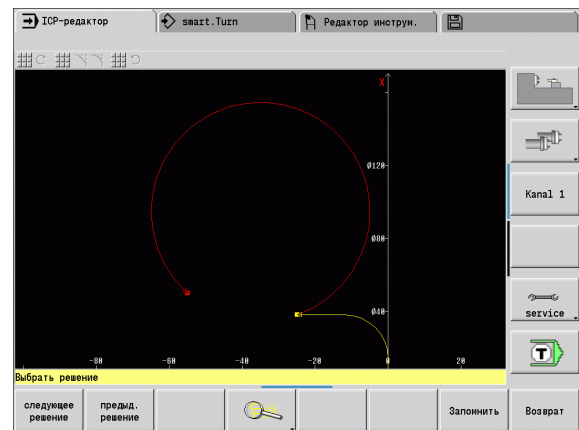 ICP-редактор
smart.Turn
Редактор инструм.
X
Ø120
Ø80
Ø40
-80 -60 -40 -20 0 20
Kanal 1
service
T
Выбрать решение
следующее решение
предыд. решение
Запомнить
Возврат